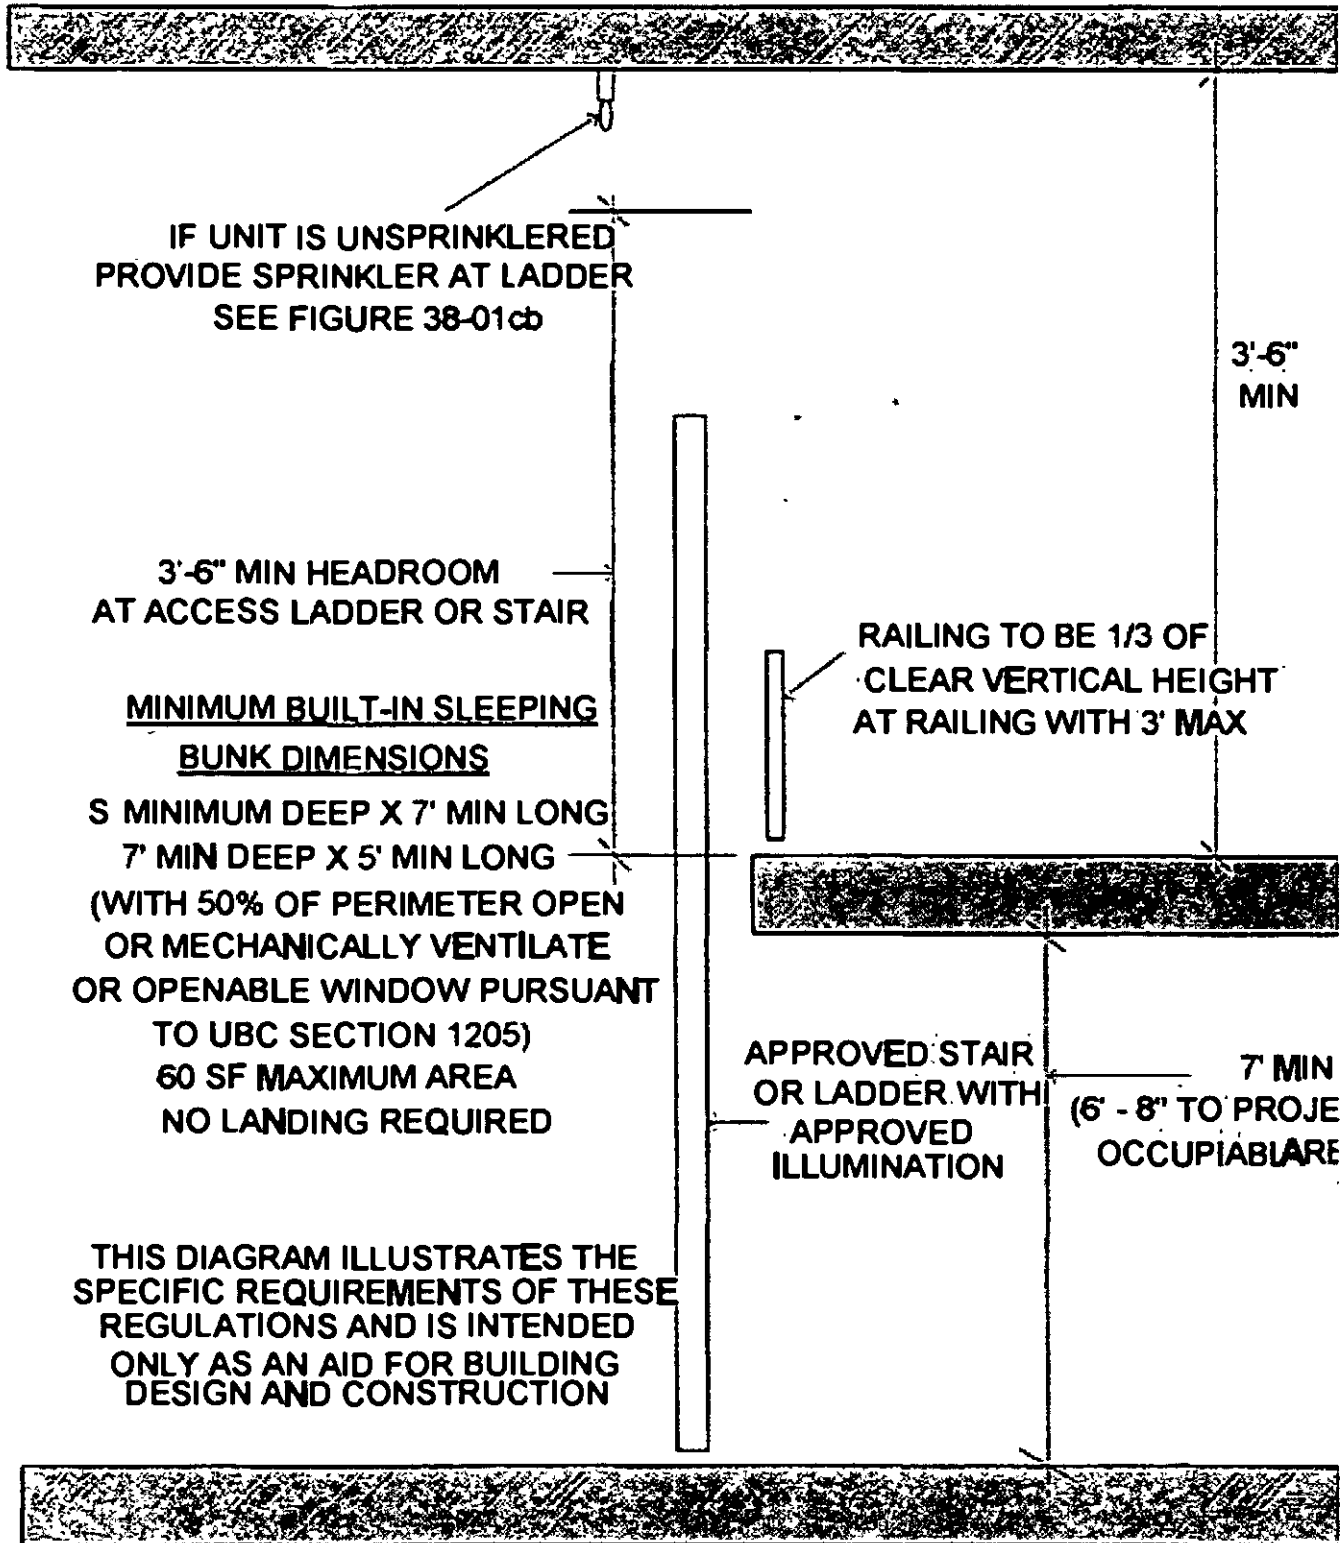 IF UNIT IS UNSPRINKLERED
PROVIDE SPRINKLER AT LADDER
SEE FIGURE 38-01cb
3'-6"
MIN
3'-6" MIN HEADROOM
AT ACCESS LADDER OR STAIR
RAILING TO BE 1/3 OF
CLEAR VERTICAL HEIGHT
AT RAILING WITH 3' MAX
MINIMUM BUILT-IN SLEEPING
BUNK DIMENSIONS
S MINIMUM DEEP X 7' MIN LONG
7' MIN DEEP X 5' MIN LONG
(WITH 50% OF PERIMETER OPEN
OR MECHANICALLY VENTILATE
OR OPENABLE WINDOW PURSUANT
TO UBC SECTION 1205)
60 SF MAXIMUM AREA
NO LANDING REQUIRED
APPROVED STAIR
OR LADDER WITH
APPROVED
ILLUMINATION
7' MIN
(6' - 8" TO PROJE
OCCUPIABLARE
THIS DIAGRAM ILLUSTRATES THE
SPECIFIC REQUIREMENTS OF THESE
REGULATIONS AND IS INTENDED
ONLY AS AN AID FOR BUILDING
DESIGN AND CONSTRUCTION